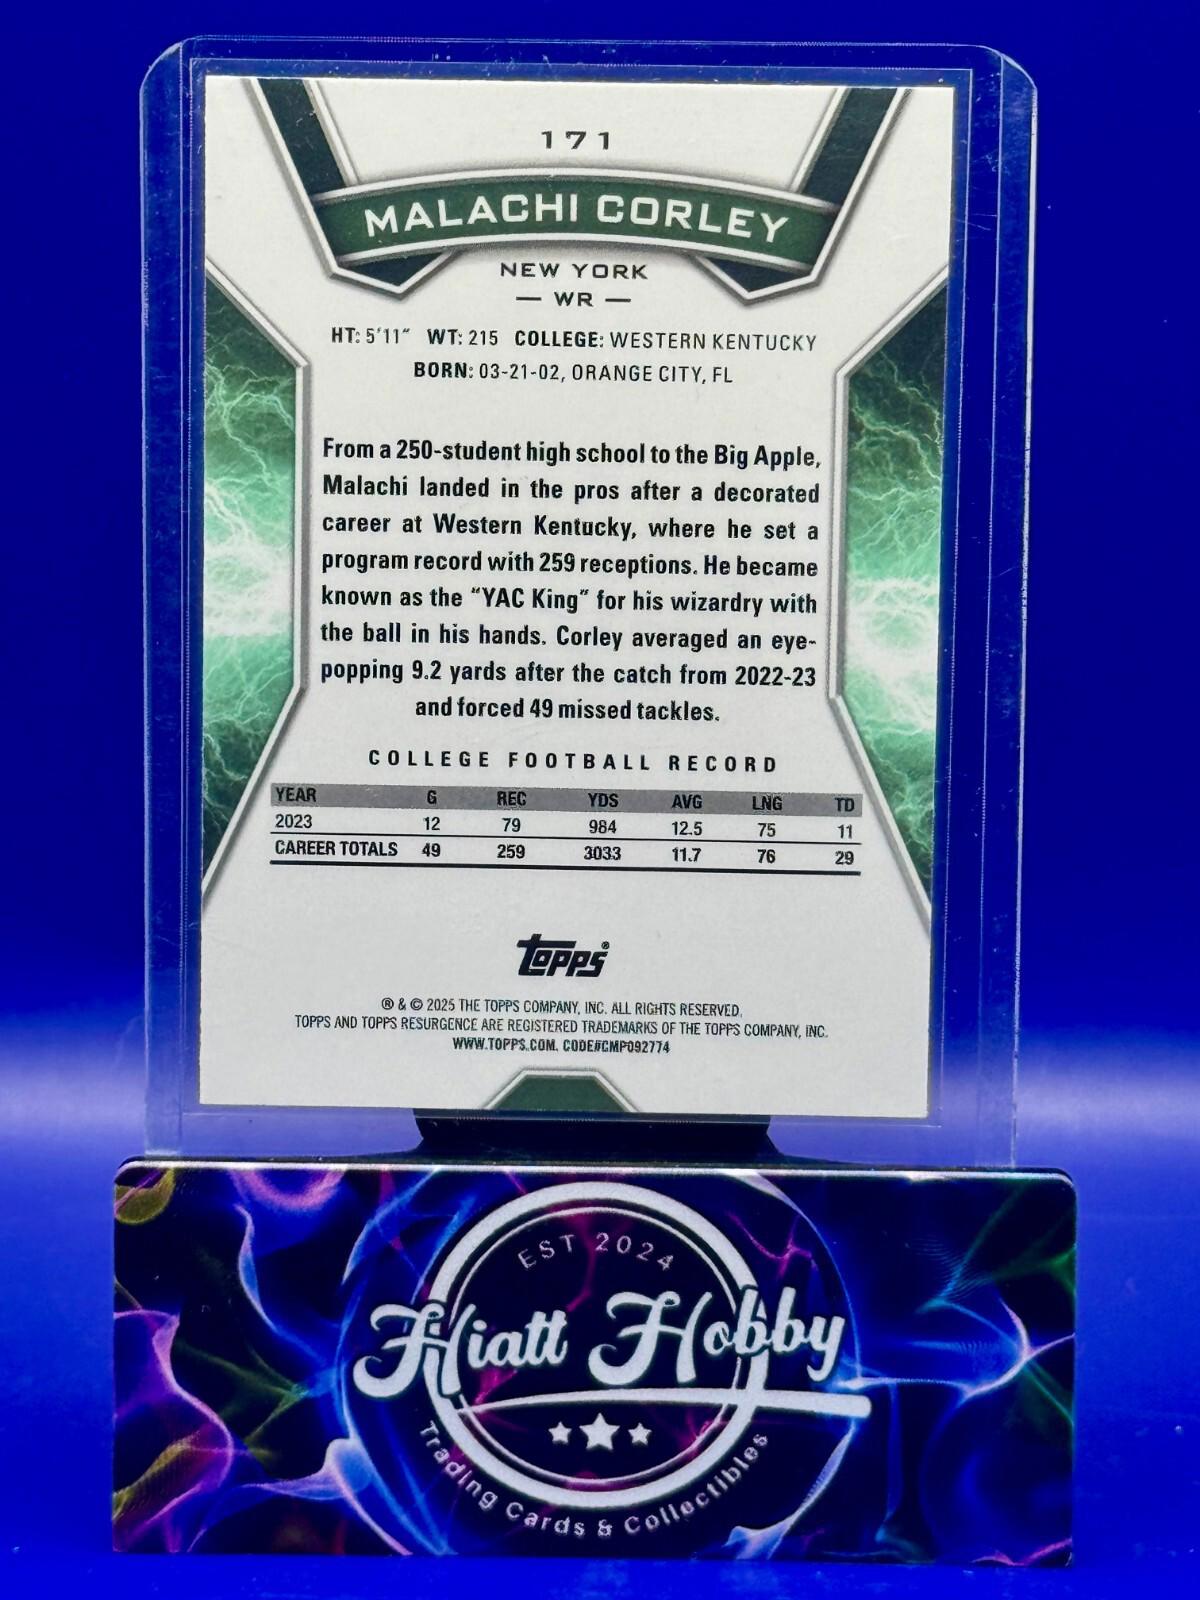 171
MALACHI CORLEY
NEW YORK
— WR —
HT: 5'11" WT: 215 COLLEGE: WESTERN KENTUCKY
BORN: 03-21-02, ORANGE CITY, FL
From a 250-student high school to the Big Apple,
Malachi landed in the pros after a decorated
career at Western Kentucky, where he set a
program record with 259 receptions. He became
known as the "YAC King" for his wizardry with
the ball in his hands. Corley averaged an eye-
popping 9.2 yards after the catch from 2022-23
and forced 49 missed tackles.
COLLEGE FOOTBALL RECORD
YEAR G REC YDS AVG LNG TD
2023 12 79 984 12.5 75 11
CAREER TOTALS 49 259 3033 11.7 76 29
Topps®
® & © 2025 THE TOPPS COMPANY, INC. ALL RIGHTS RESERVED.
TOPPS AND TOPPS RESURGENCE ARE REGISTERED TRADEMARKS OF THE TOPPS COMPANY, INC.
WWW.TOPPS.COM. CODE#CMP092774
EST 2024
Hiatt Hobby
Trading Cards & Collectibles